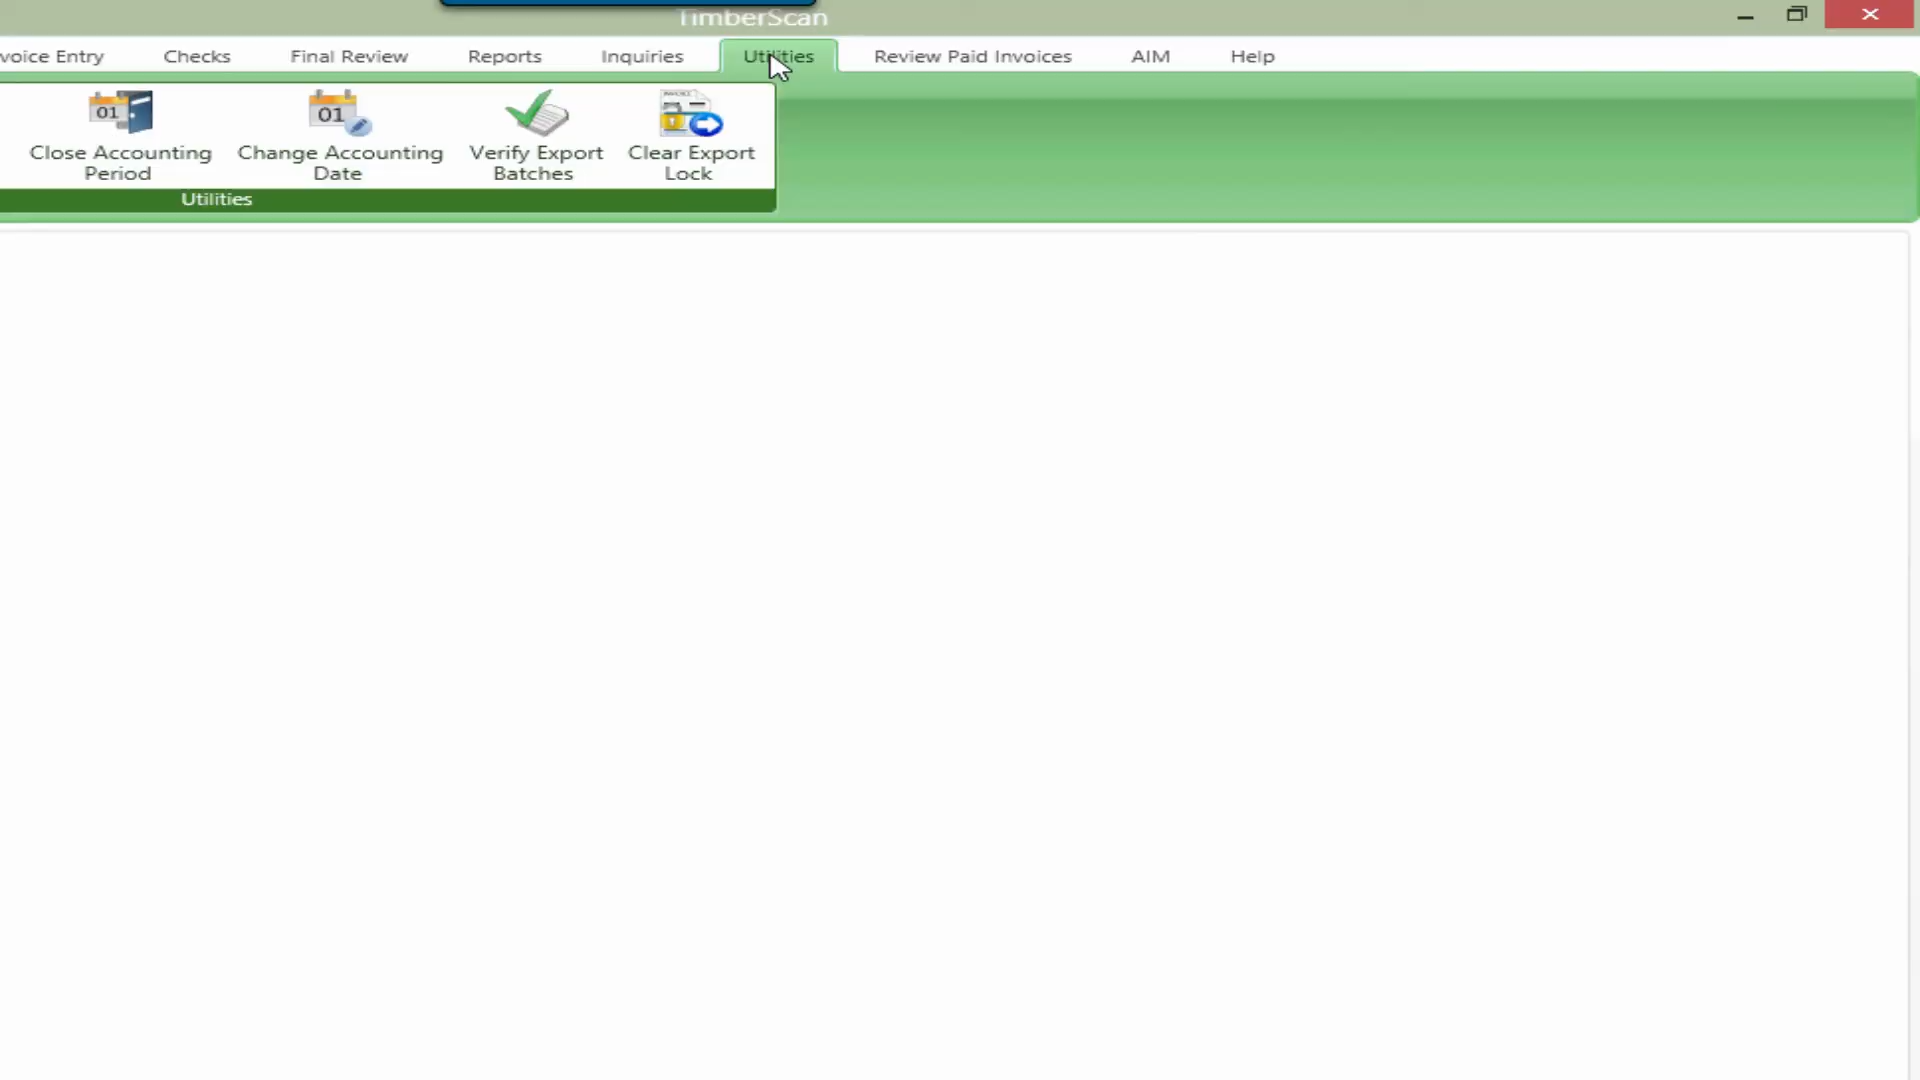 TimberScan
voice Entry
Checks
Final Review
Reports
Inquiries
Utilities
Review Paid Invoices
AIM
Help
01
Close Accounting
Period
01
Change Accounting
Date
Verify Export
Batches
INVOICE
Clear Export
Lock
Utilities